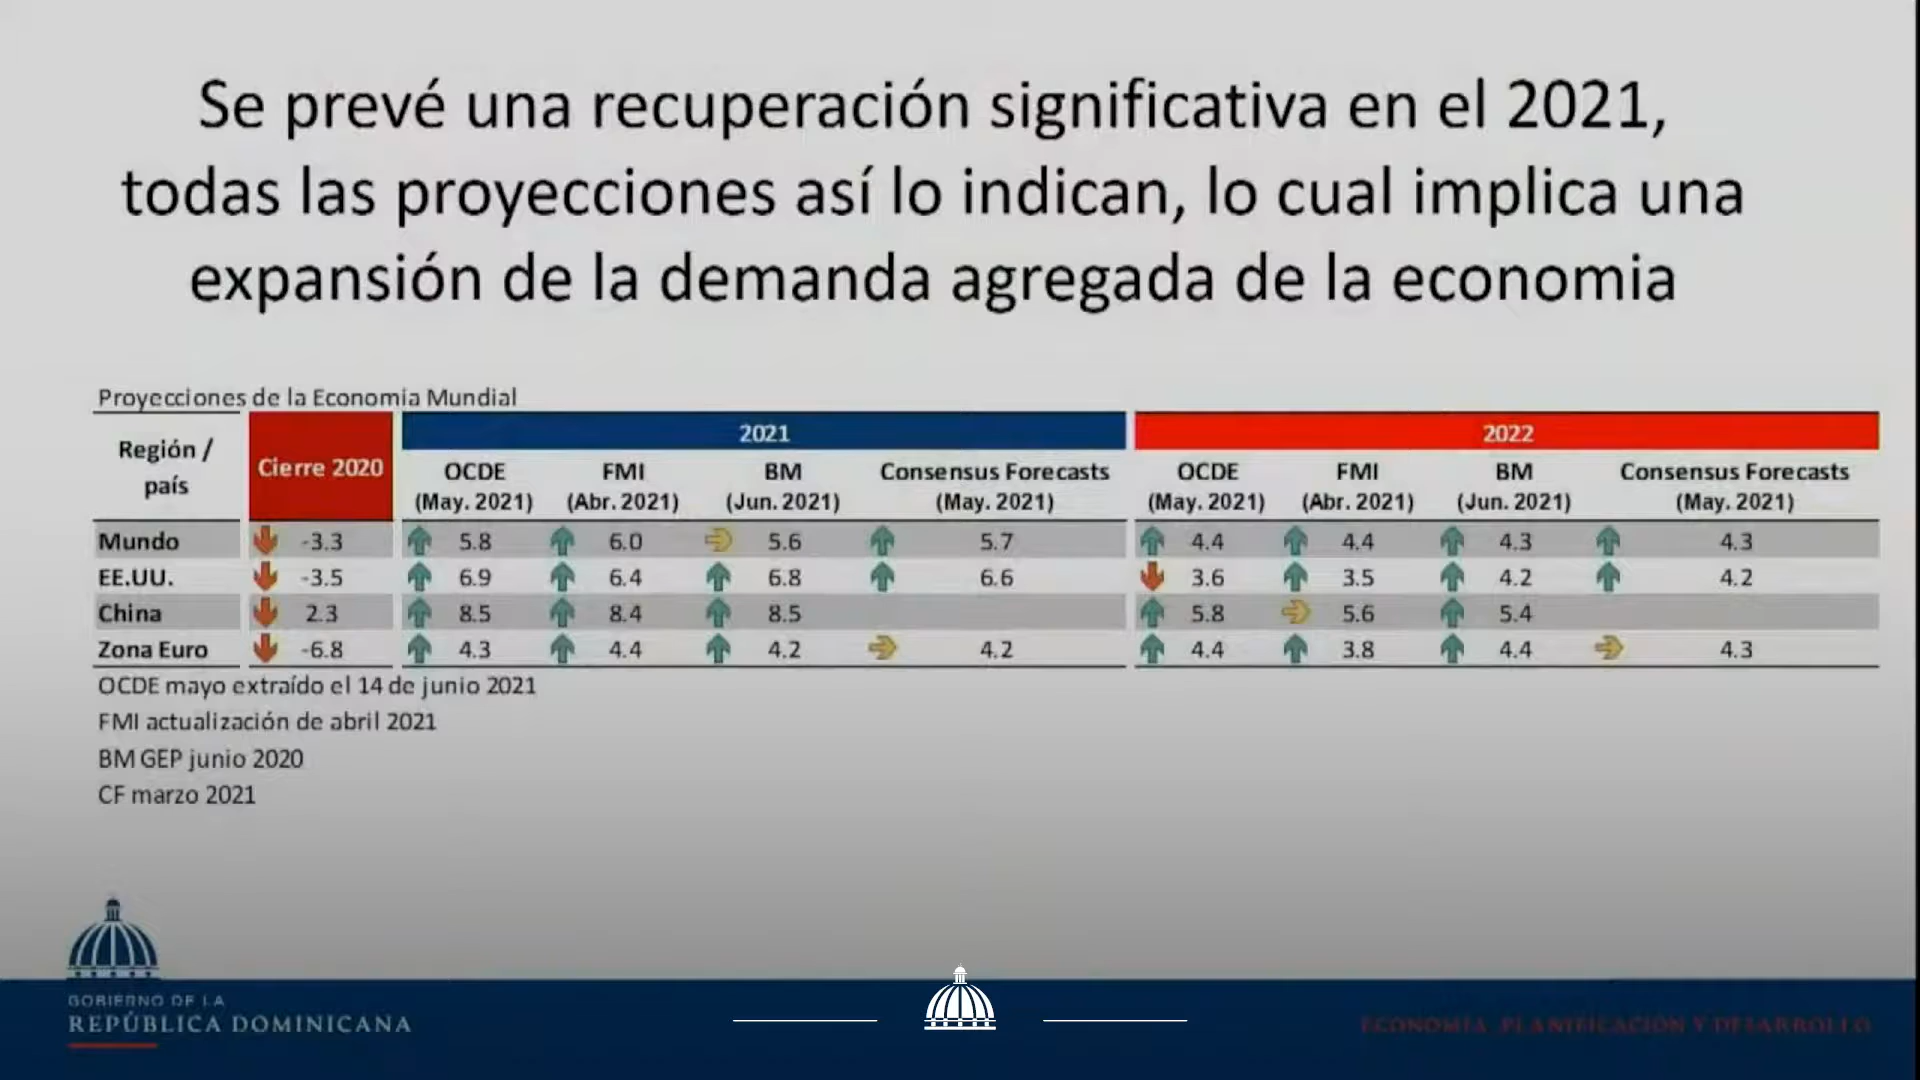 Se prevé una recuperación significativa en el 2021,
todas las proyecciones así lo indican, lo cual implica una
expansión de la demanda agregada de la economia
Proyecciones de la Economia Mundial
Región / país Cierre 2020 2021 2022
OCDE (May. 2021) FMI (Abr. 2021) BM (Jun. 2021) Consensus Forecasts (May. 2021) OCDE (May. 2021) FMI (Abr. 2021) BM (Jun. 2021) Consensus Forecasts (May. 2021)
Mundo -3.3 5.8 6.0 5.6 5.7 4.4 4.4 4.3 4.3
EE.UU. -3.5 6.9 6.4 6.8 6.6 3.6 3.5 4.2 4.2
China 2.3 8.5 8.4 8.5 5.8 5.6 5.4
Zona Euro -6.8 4.3 4.4 4.2 4.2 4.4 3.8 4.4 4.3
OCDE mayo extraído el 14 de junio 2021
FMI actualización de abril 2021
BM GEP junio 2020
CF marzo 2021
GOBIERNO DE LA
REPÚBLICA DOMINICANA
ECONOMÍA, PLANIFICACIÓN Y DESARROLLO